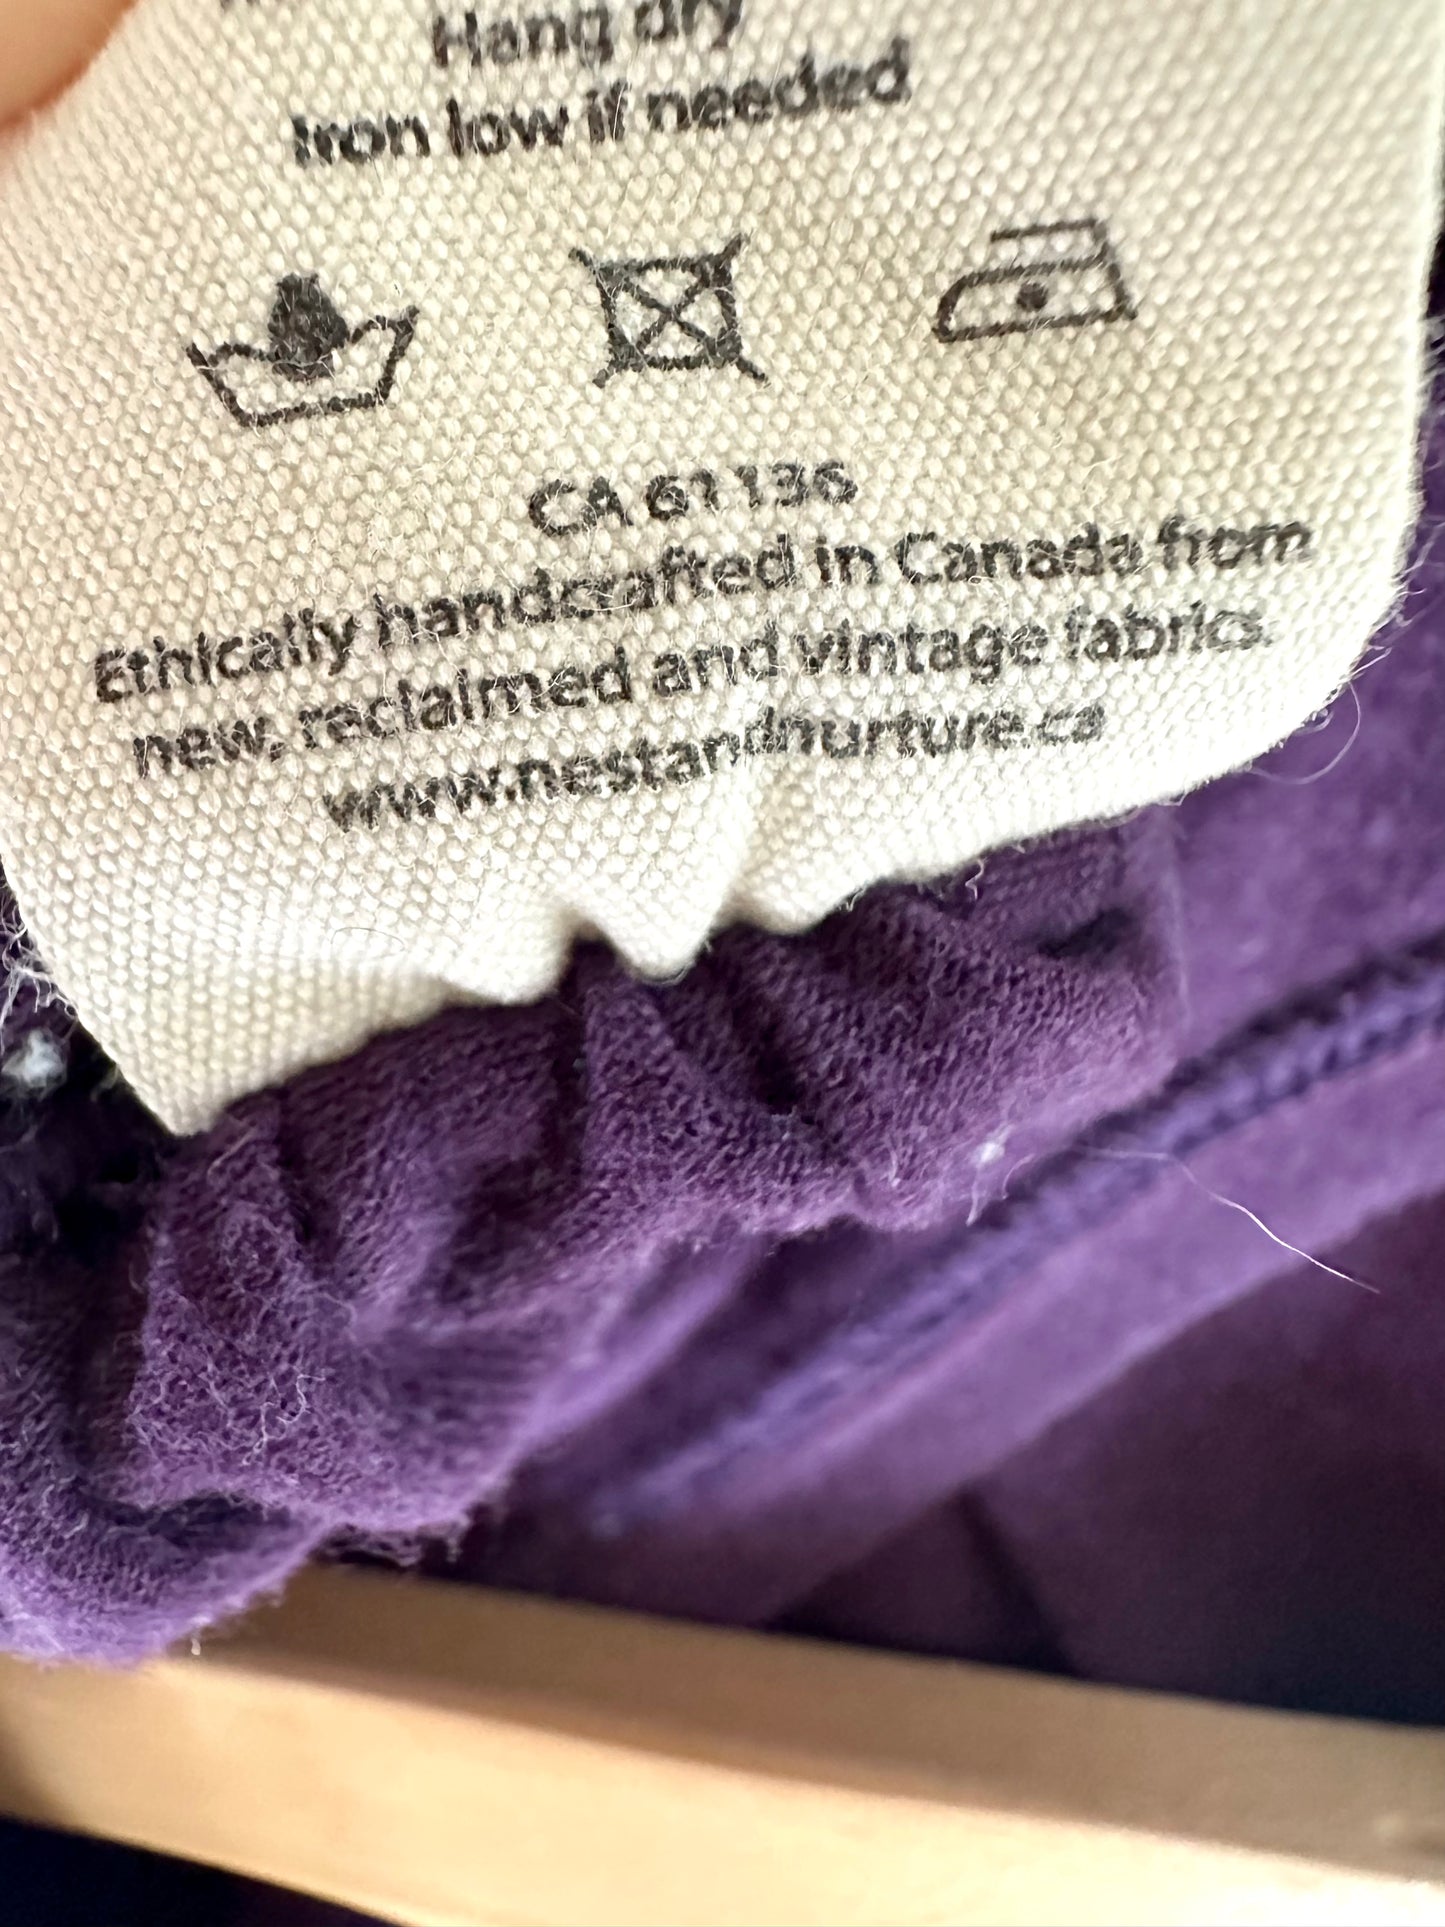 Hang dry
Iron low if needed
CA 61136
Ethically handcrafted in Canada from
new, reclaimed and vintage fabrics.
www.nestandnurture.ca